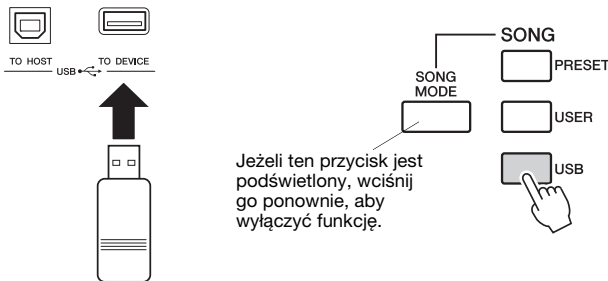 TO HOST
USB
TO DEVICE
SONG
SONG
MODE
PRESET
USER
USB
Jeżeli ten przycisk jest
podświetlony, wciśnij
go ponownie, aby
wyłączyć funkcję.